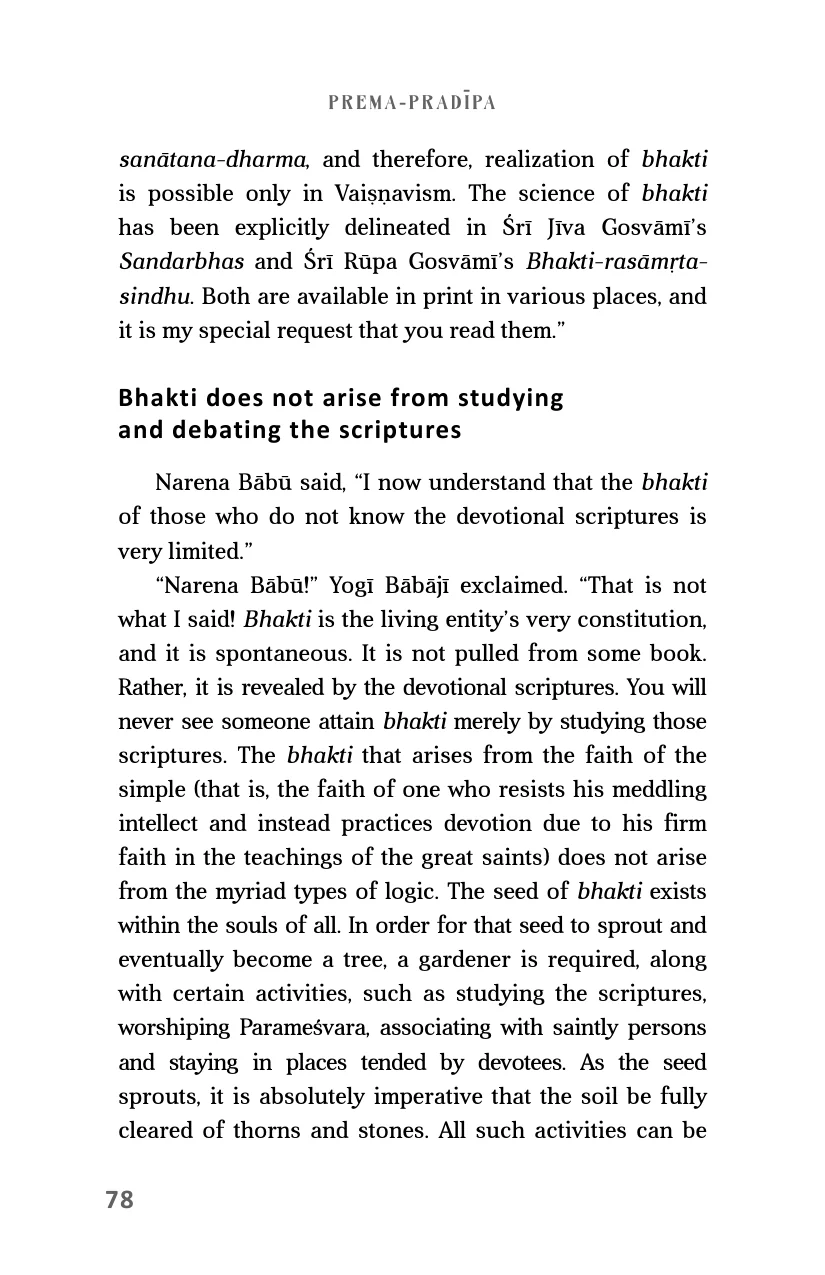 PREMA-PRADĪPA
sanātana-dharma, and therefore, realization of bhakti
is possible only in Vaiṣṇavism. The science of bhakti
has been explicitly delineated in Śrī Jīva Gosvāmī’s
Sandarbhas and Śrī Rūpa Gosvāmī’s Bhakti-rasāmṛta-
sindhu. Both are available in print in various places, and
it is my special request that you read them.”
Bhakti does not arise from studying
and debating the scriptures
Narena Bābū said, “I now understand that the bhakti
of those who do not know the devotional scriptures is
very limited.”
“Narena Bābū!” Yogī Bābājī exclaimed. “That is not
what I said! Bhakti is the living entity’s very constitution,
and it is spontaneous. It is not pulled from some book.
Rather, it is revealed by the devotional scriptures. You will
never see someone attain bhakti merely by studying those
scriptures. The bhakti that arises from the faith of the
simple (that is, the faith of one who resists his meddling
intellect and instead practices devotion due to his firm
faith in the teachings of the great saints) does not arise
from the myriad types of logic. The seed of bhakti exists
within the souls of all. In order for that seed to sprout and
eventually become a tree, a gardener is required, along
with certain activities, such as studying the scriptures,
worshiping Parameśvara, associating with saintly persons
and staying in places tended by devotees. As the seed
sprouts, it is absolutely imperative that the soil be fully
cleared of thorns and stones. All such activities can be
78